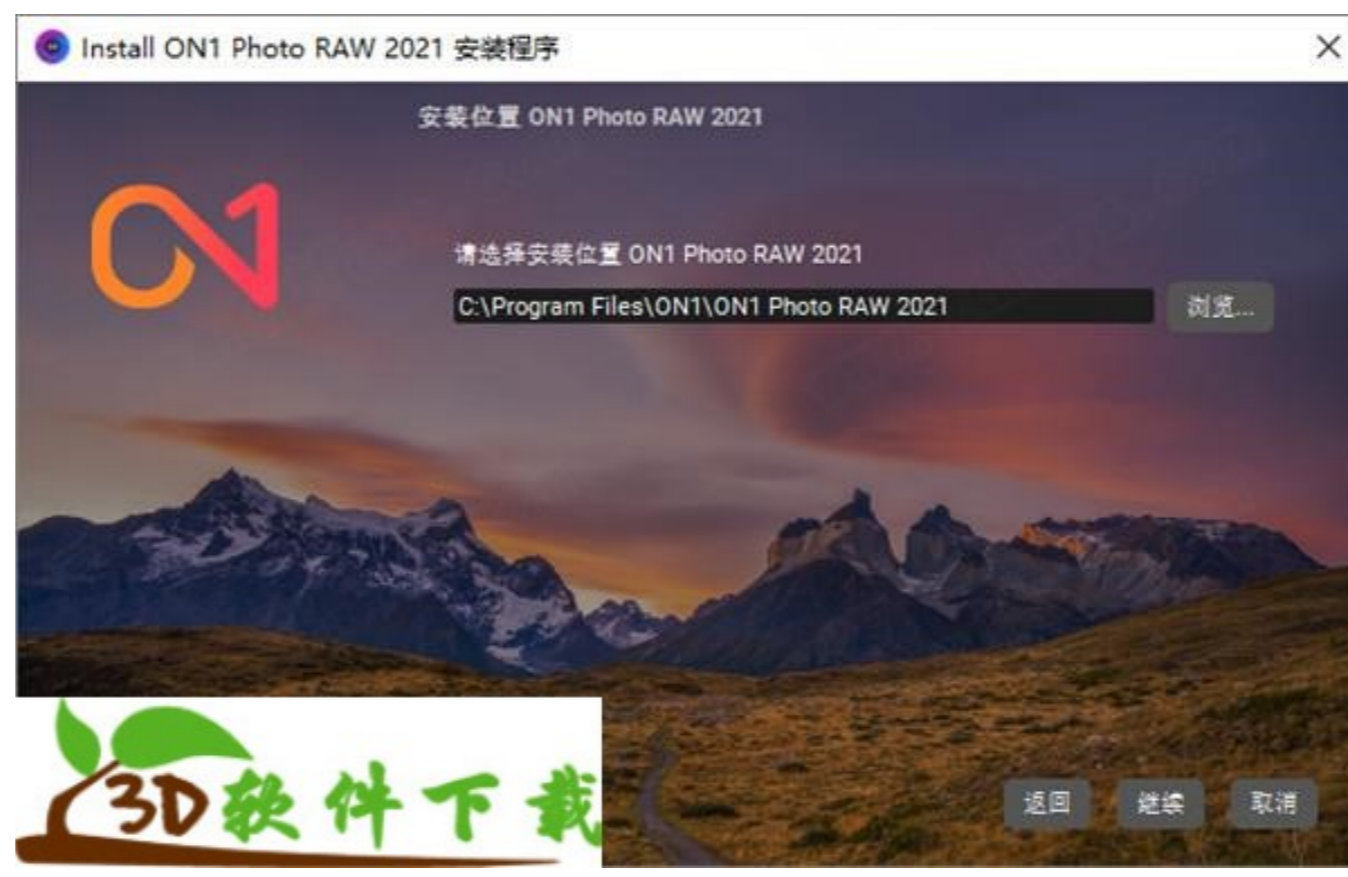 Install ON1 Photo RAW 2021 安装程序
安装位置 ON1 Photo RAW 2021
ON1
请选择安装位置 ON1 Photo RAW 2021
C:\Program Files\ON1\ON1 Photo RAW 2021
浏览...
3D软件下载
返回
继续
取消